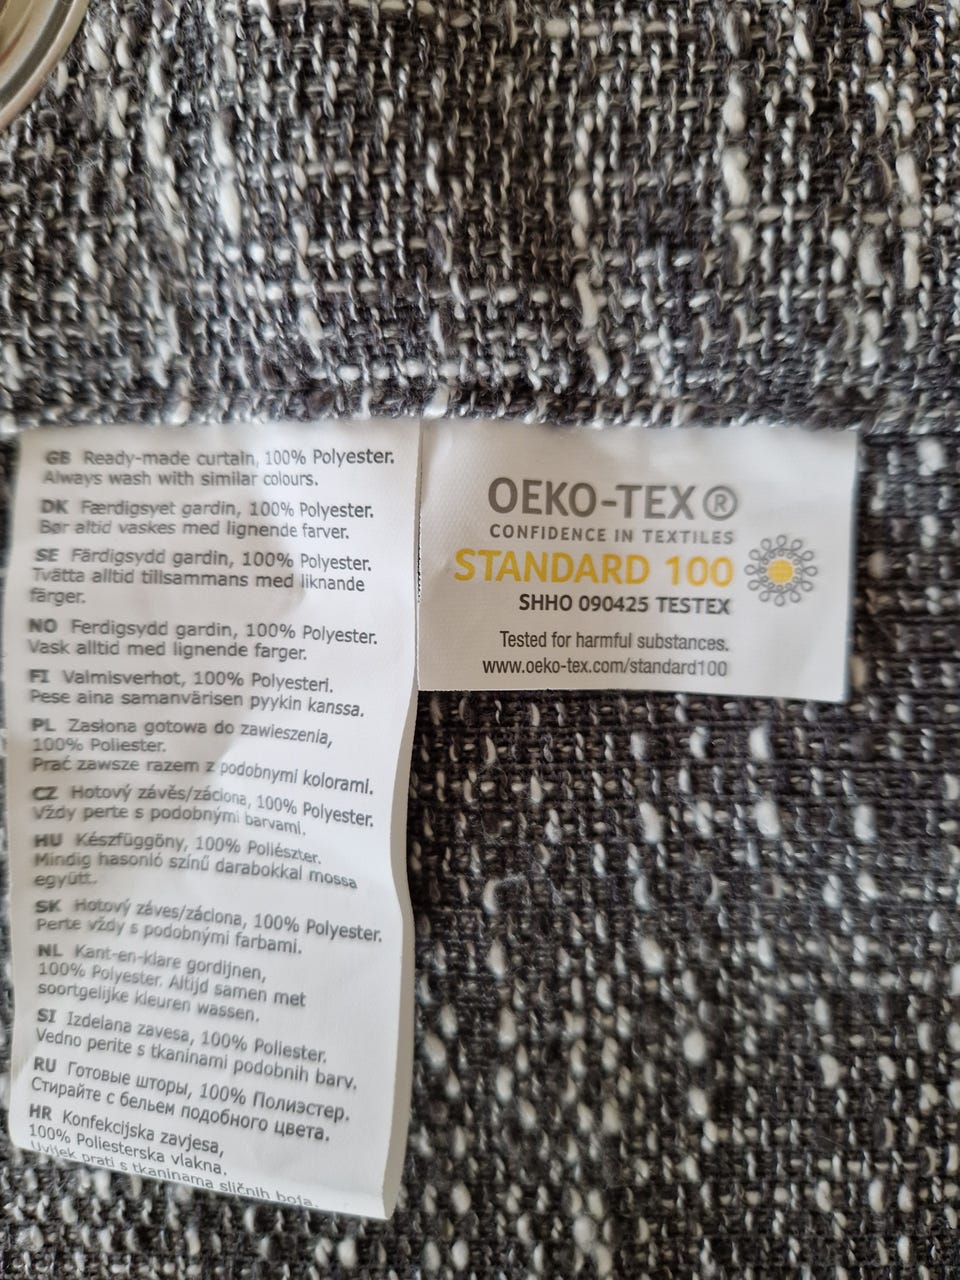 GB Ready-made curtain, 100% Polyester.
Always wash with similar colours.
DK Færdigsyet gardin, 100% Polyester.
Bør altid vaskes med lignende farver.
SE Färdigsydd gardin, 100% Polyester.
Tvätta alltid tillsammans med liknande
färger.
NO Ferdigsydd gardin, 100% Polyester.
Vask alltid med lignende farger.
FI Valmisverhot, 100% Polyesteri.
Pese aina samanvärisen pyykin kanssa.
PL Zasłona gotowa do zawieszenia,
100% Poliester.
Prać zawsze razem z podobnymi kolorami.
CZ Hotový závěs/záclona, 100% Polyester.
Vždy perte s podobnými barvami.
HU Készfüggöny, 100% Poliészter.
Mindig hasonló színű darabokkal mossa
együtt.
SK Hotový záves/záclona, 100% Polyester.
Perte vždy s podobnými farbami.
NL Kant-en-klare gordijnen,
100% Polyester. Altijd samen met
soortgelijke kleuren wassen.
SI Izdelana zavesa, 100% Poliester.
Vedno perite s tkaninami podobnih barv.
RU Готовые шторы, 100% Полиэстер.
Стирайте с бельем подобного цвета.
HR Konfekcijska zavjesa,
100% Poliesterska vlakna.
Uvijek prati s tkaninama sličnih boja.
OEKO-TEX®
CONFIDENCE IN TEXTILES
STANDARD 100
SHHO 090425 TESTEX
Tested for harmful substances.
www.oeko-tex.com/standard100